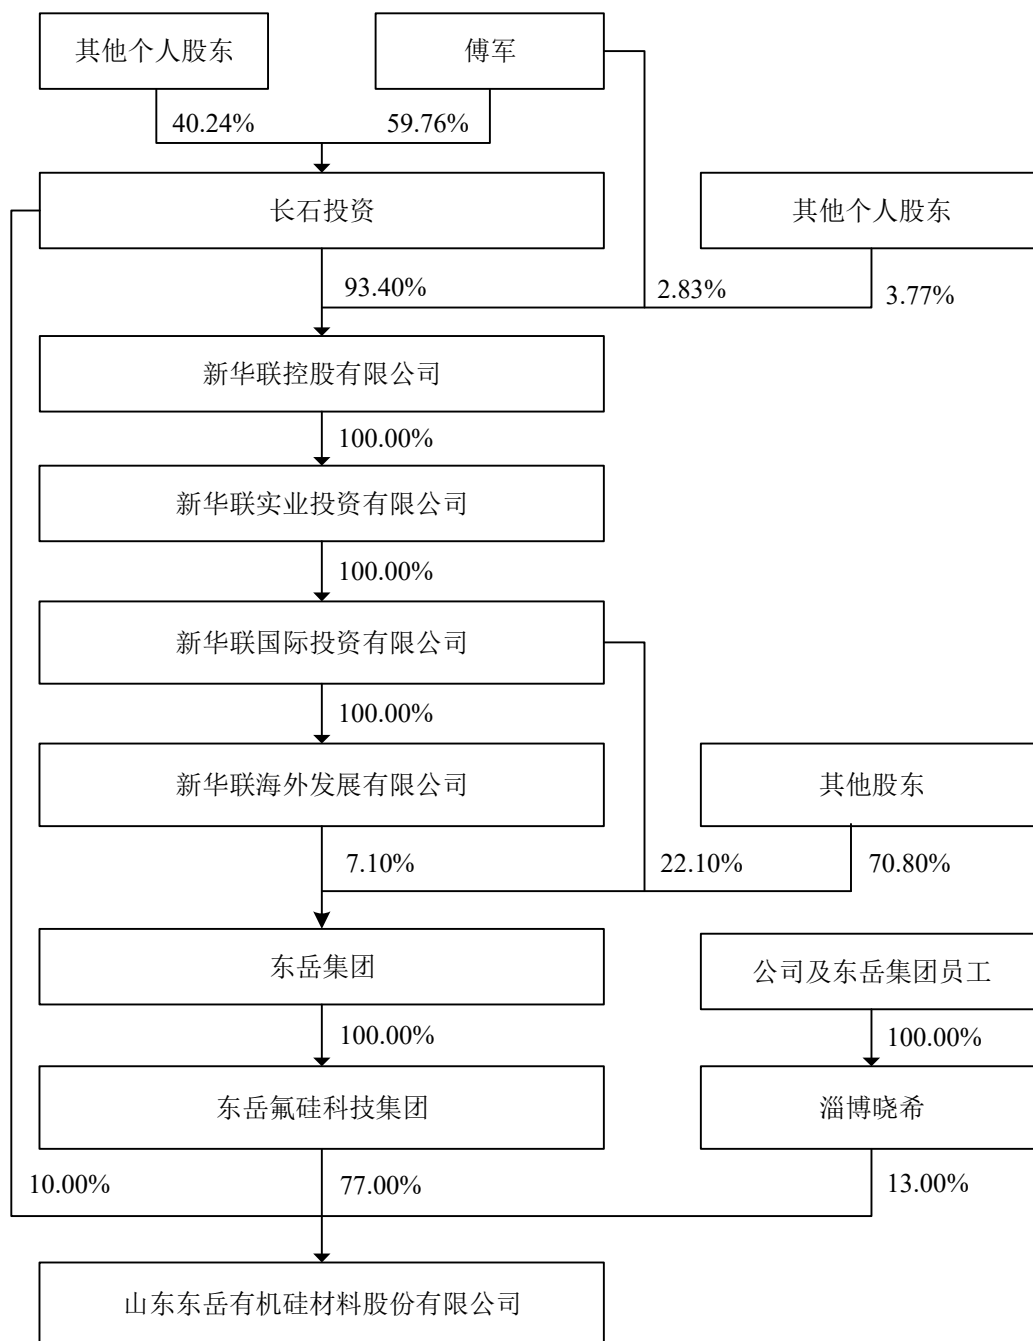 其他个人股东
傅军
40.24%
59.76%
长石投资
其他个人股东
93.40%
2.83%
3.77%
新华联控股有限公司
100.00%
新华联实业投资有限公司
100.00%
新华联国际投资有限公司
100.00%
新华联海外发展有限公司
其他股东
7.10%
22.10%
70.80%
东岳集团
公司及东岳集团员工
100.00%
100.00%
东岳氟硅科技集团
淄博晓希
10.00%
77.00%
13.00%
山东东岳有机硅材料股份有限公司